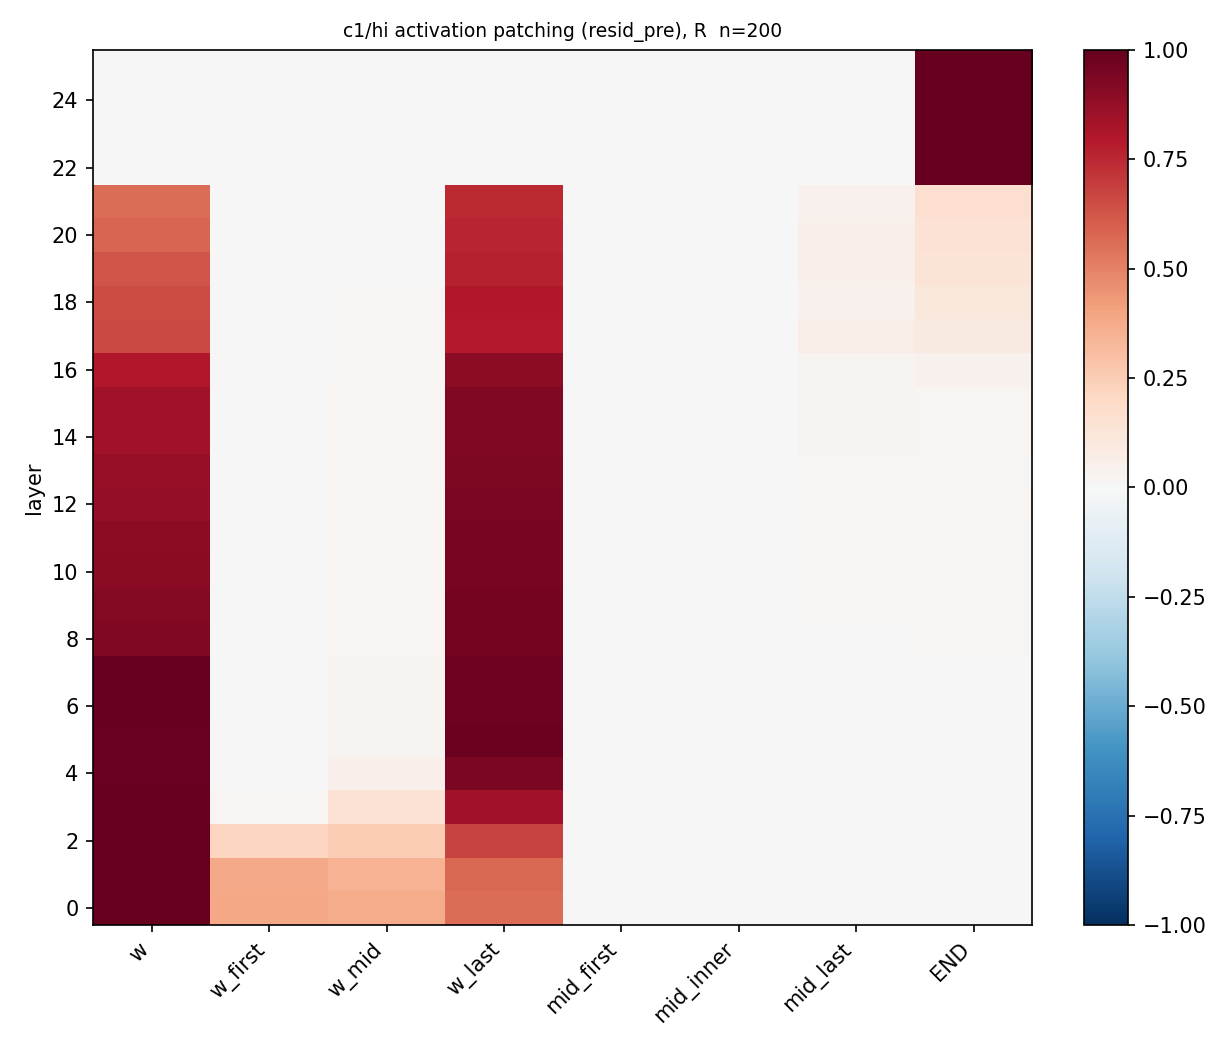 c1/hi activation patching (resid_pre), R  n=200
layer
24
22
20
18
16
14
12
10
8
6
4
2
0
w
w_first
w_mid
w_last
mid_first
mid_inner
mid_last
END
1.00
0.75
0.50
0.25
0.00
−0.25
−0.50
−0.75
−1.00